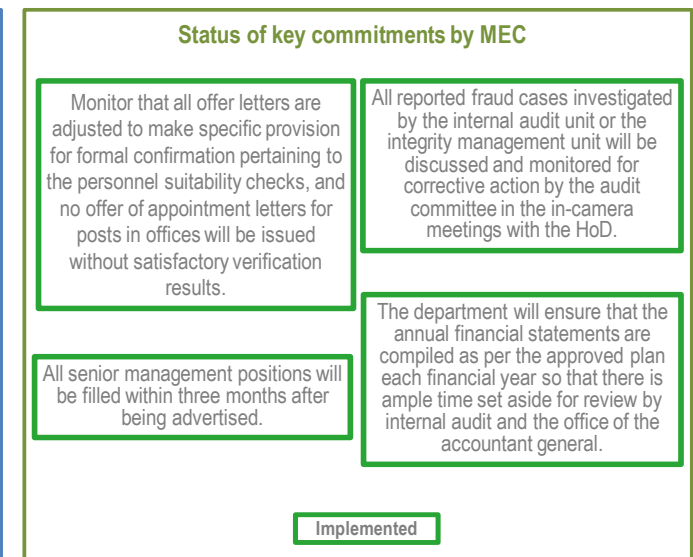 Status of key commitments by MEC
Monitor that all offer letters are
adjusted to make specific provision
for formal confirmation pertaining to
the personnel suitability checks, and
no offer of appointment letters for
posts in offices will be issued
without satisfactory verification
results.
All senior management positions will
be filled within three months after
being advertised.
All reported fraud cases investigated
by the internal audit unit or the
integrity management unit will be
discussed and monitored for
corrective action by the audit
committee in the in-camera
meetings with the HoD.
The department will ensure that the
annual financial statements are
compiled as per the approved plan
each financial year so that there is
ample time set aside for review by
internal audit and the office of the
accountant general.
Implemented